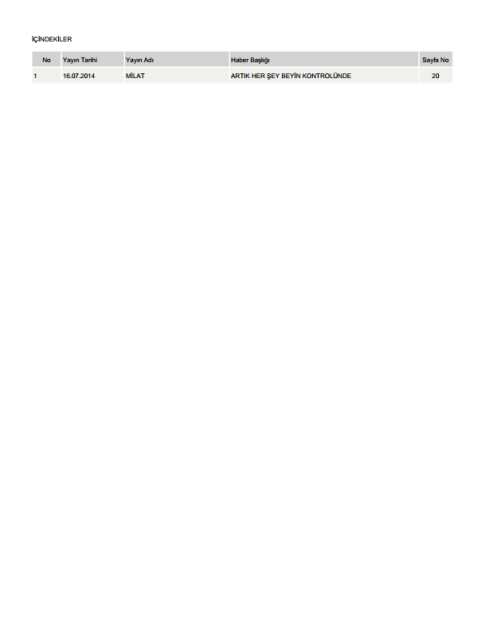 İÇİNDEKİLER
No Yayın Tarihi Yayın Adı Haber Başlığı Sayfa No
1 16.07.2014 MİLAT ARTIK HER ŞEY BEYİN KONTROLÜNDE 20